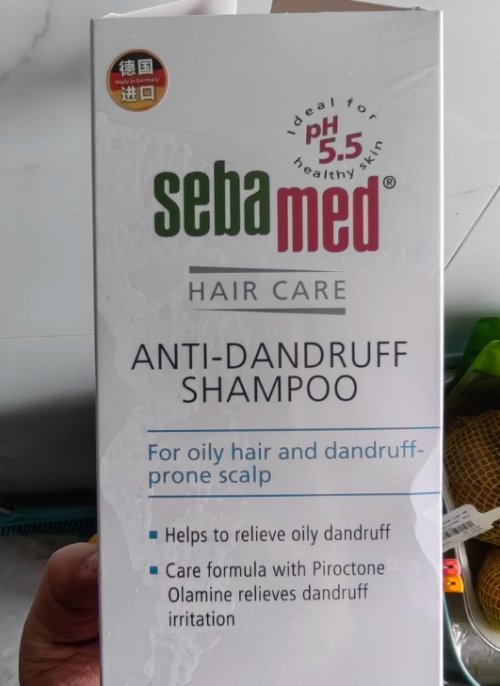 德国
Made in Germany
进口
Ideal for
pH
5.5
healthy skin
sebamed®
HAIR CARE
ANTI-DANDRUFF
SHAMPOO
For oily hair and dandruff-
prone scalp
▪ Helps to relieve oily dandruff
▪ Care formula with Piroctone
Olamine relieves dandruff
irritation